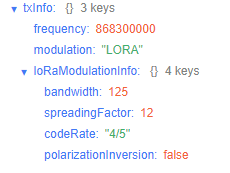 txInfo: {} 3 keys
frequency: 868300000
modulation: "LORA"
loRaModulationInfo: {} 4 keys
bandwidth: 125
spreadingFactor: 12
codeRate: "4/5"
polarizationInversion: false